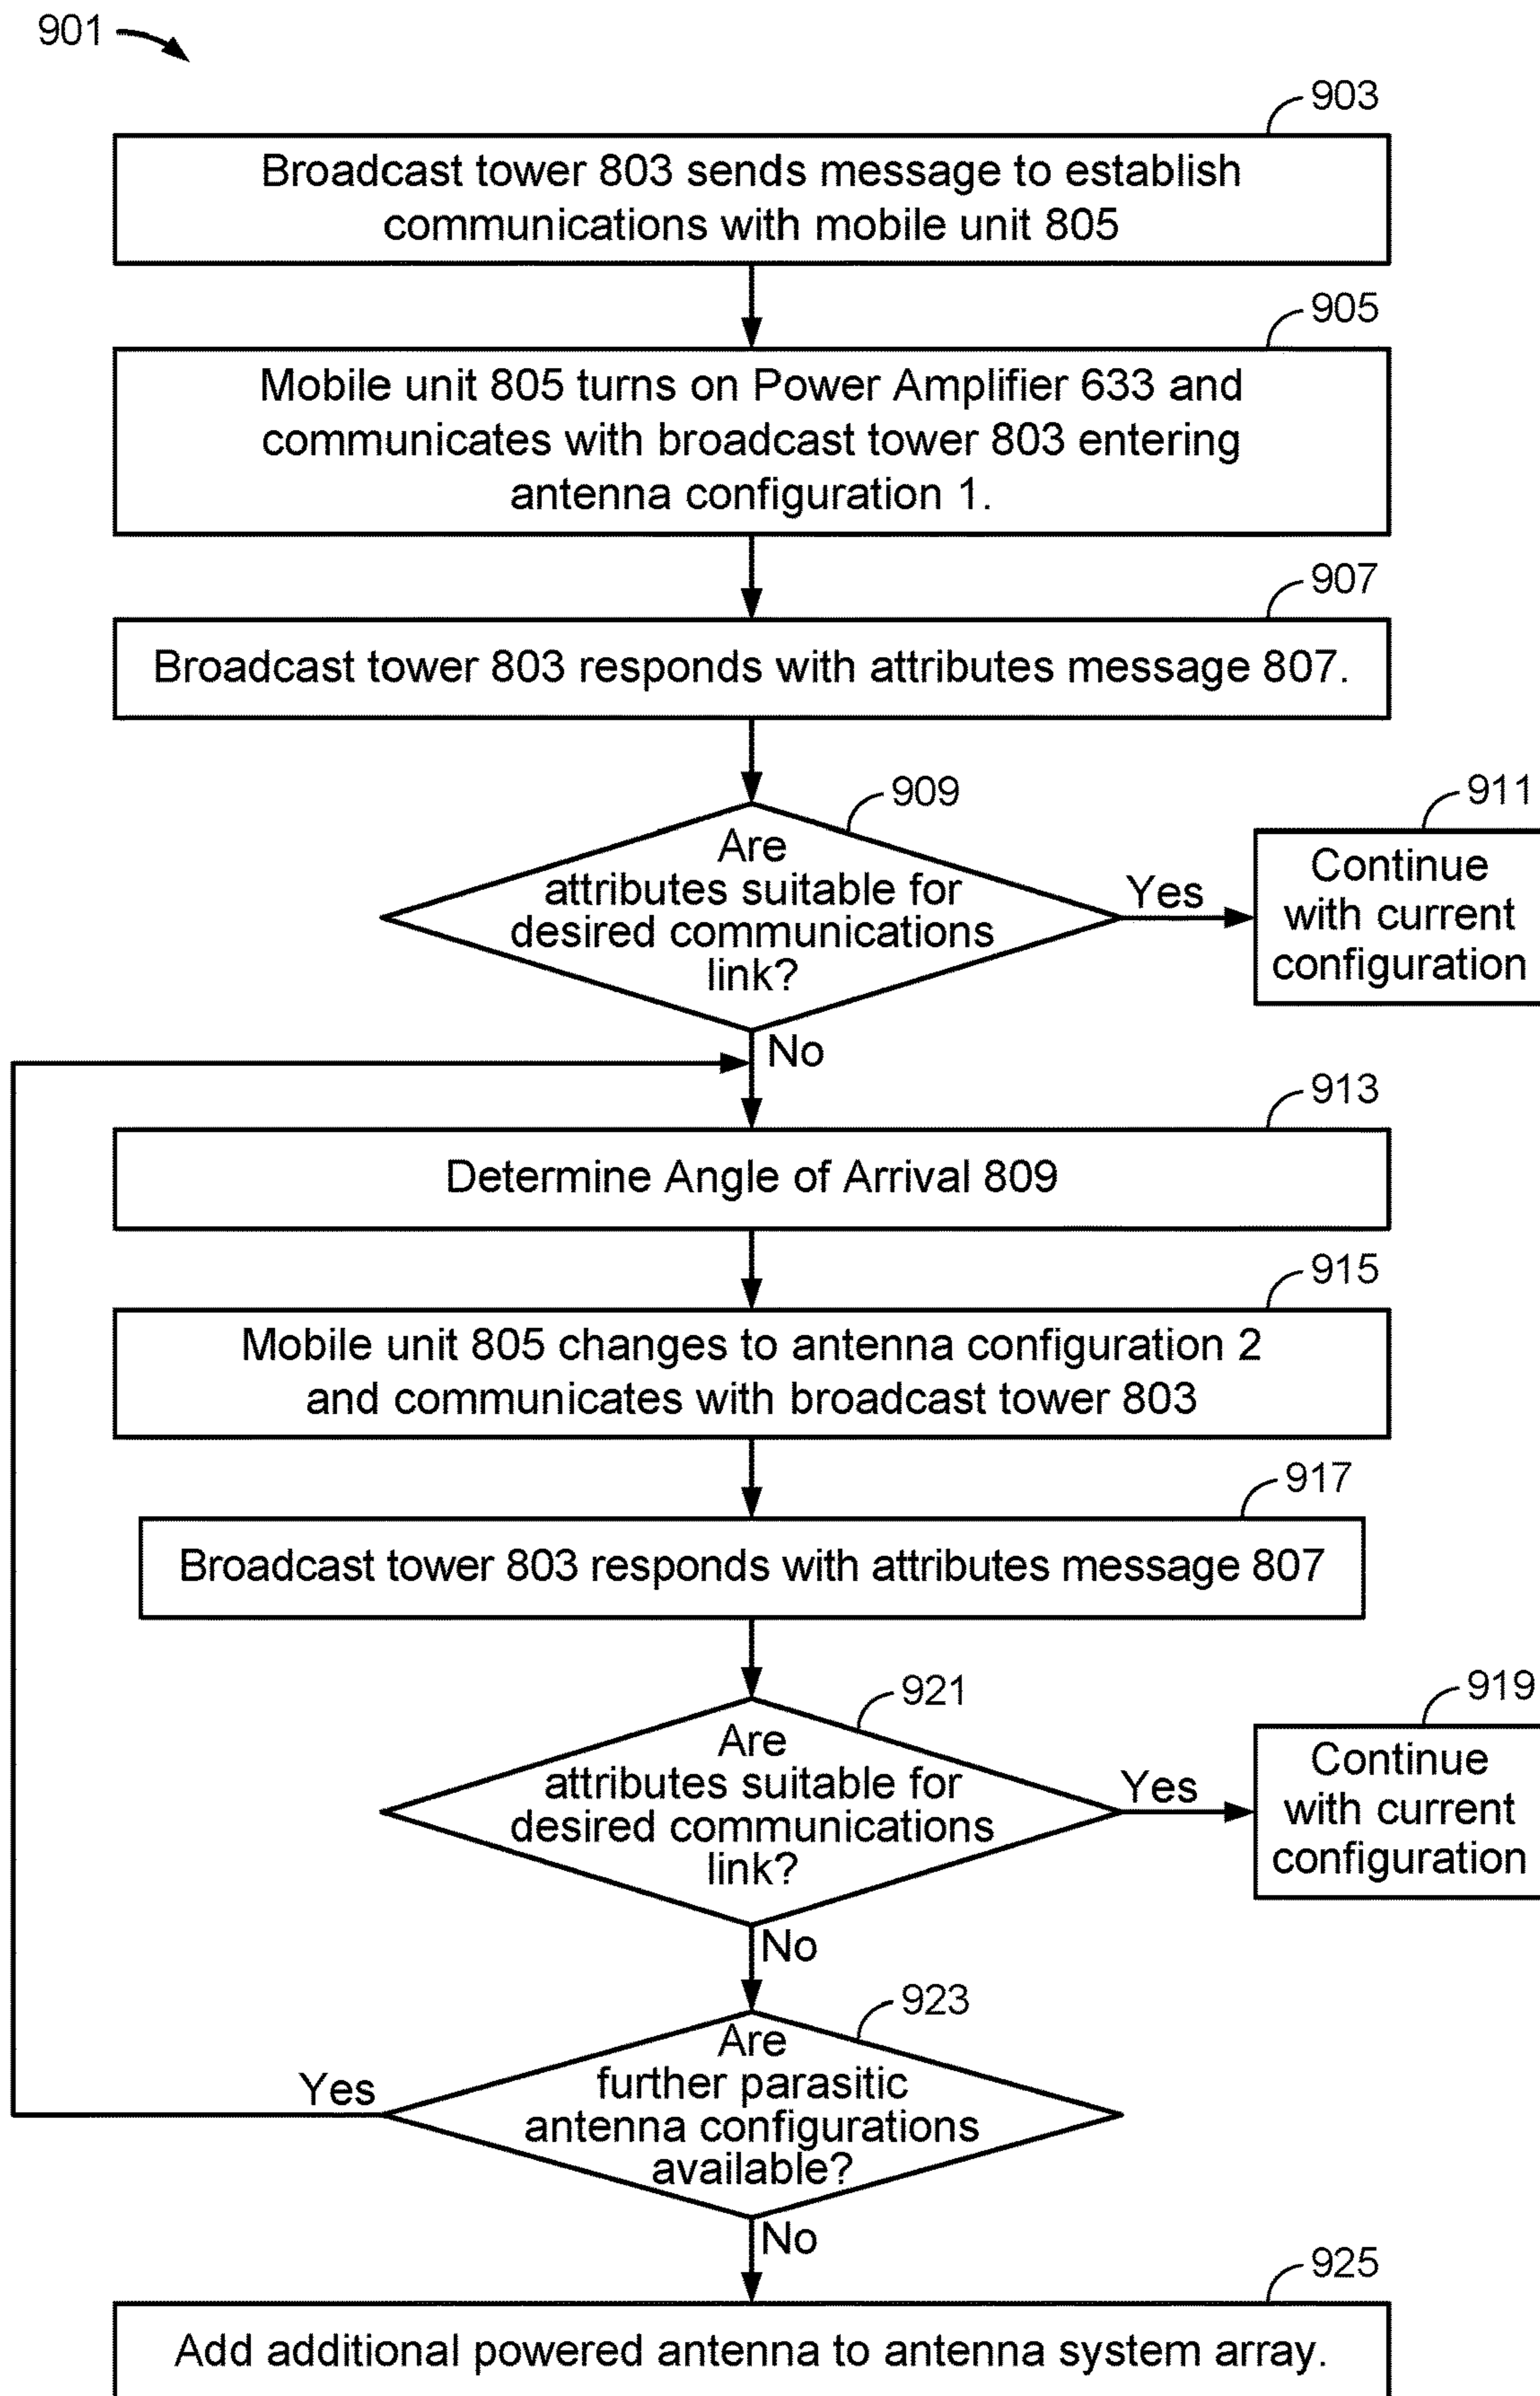 901
903
Broadcast tower 803 sends message to establish
communications with mobile unit 805
905
Mobile unit 805 turns on Power Amplifier 633 and
communicates with broadcast tower 803 entering
antenna configuration 1.
907
Broadcast tower 803 responds with attributes message 807.
909
Are
attributes suitable for
desired communications
link?
Yes
911
Continue
with current
configuration
No
913
Determine Angle of Arrival 809
915
Mobile unit 805 changes to antenna configuration 2
and communicates with broadcast tower 803
917
Broadcast tower 803 responds with attributes message 807
921
Are
attributes suitable for
desired communications
link?
Yes
919
Continue
with current
configuration
No
923
Are
further parasitic
antenna configurations
available?
Yes
No
925
Add additional powered antenna to antenna system array.